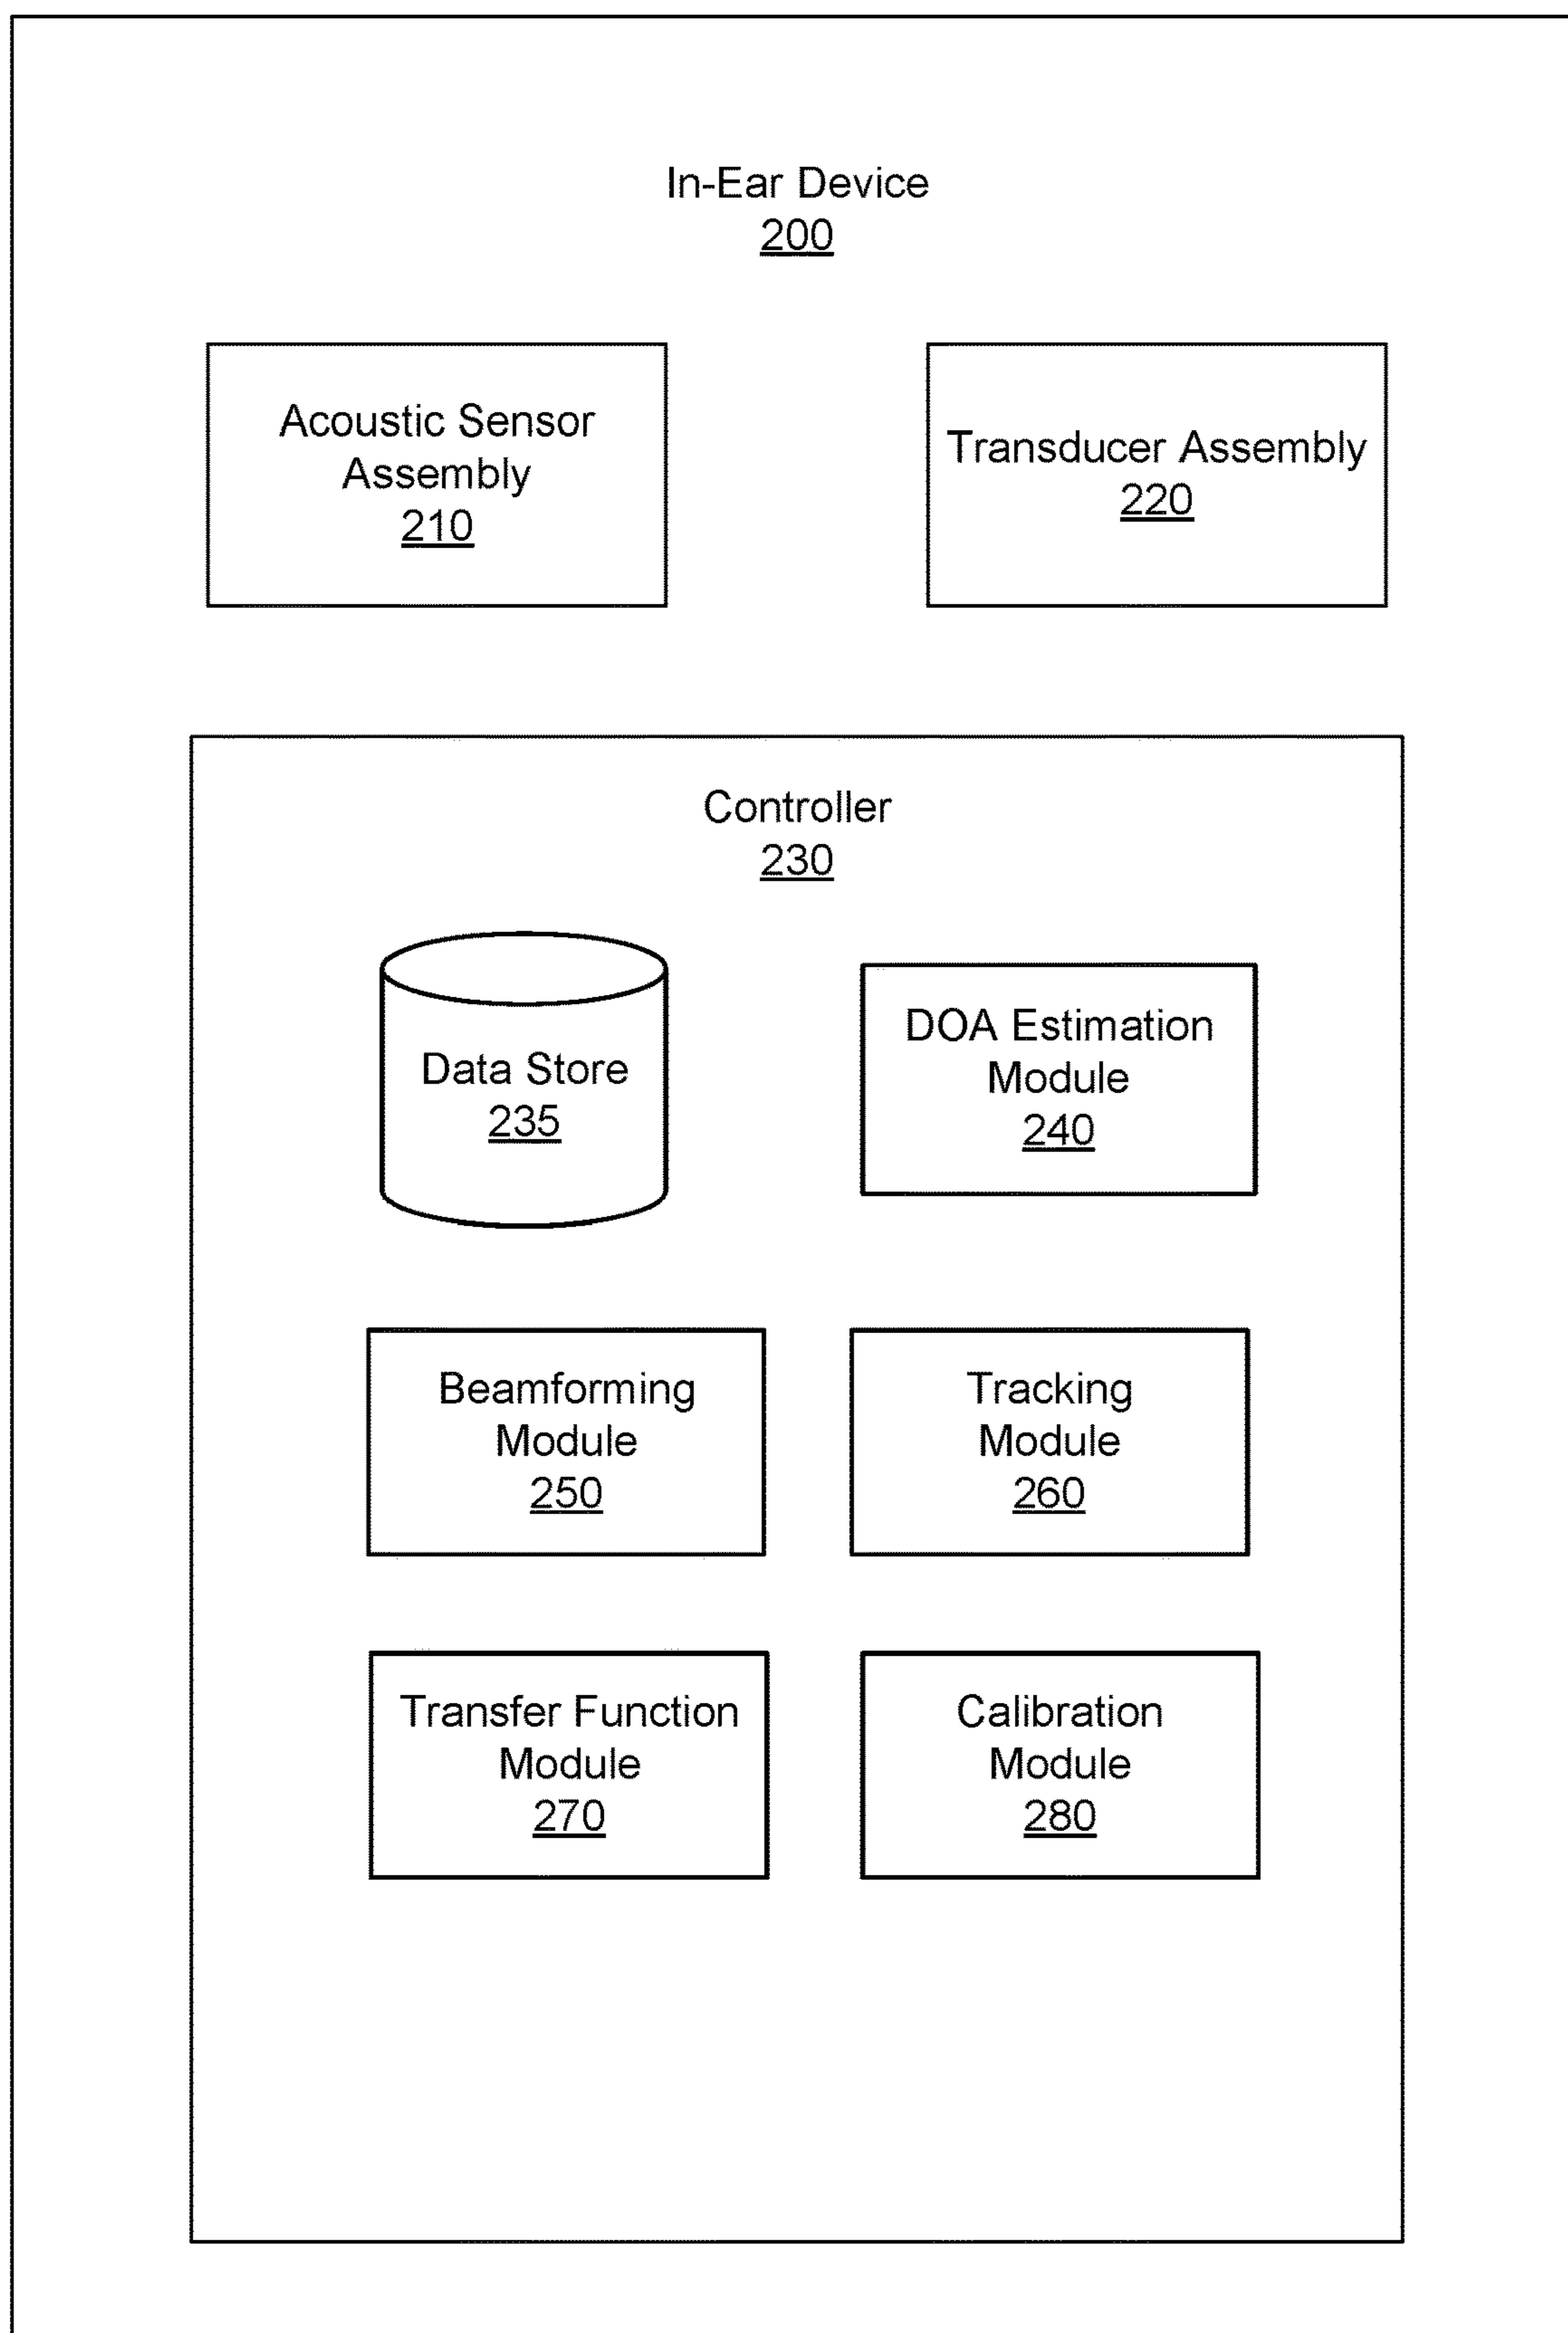 In-Ear Device
200
Acoustic Sensor
Assembly
210
Transducer Assembly
220
Controller
230
Data Store
235
DOA Estimation
Module
240
Beamforming
Module
250
Tracking
Module
260
Transfer Function
Module
270
Calibration
Module
280